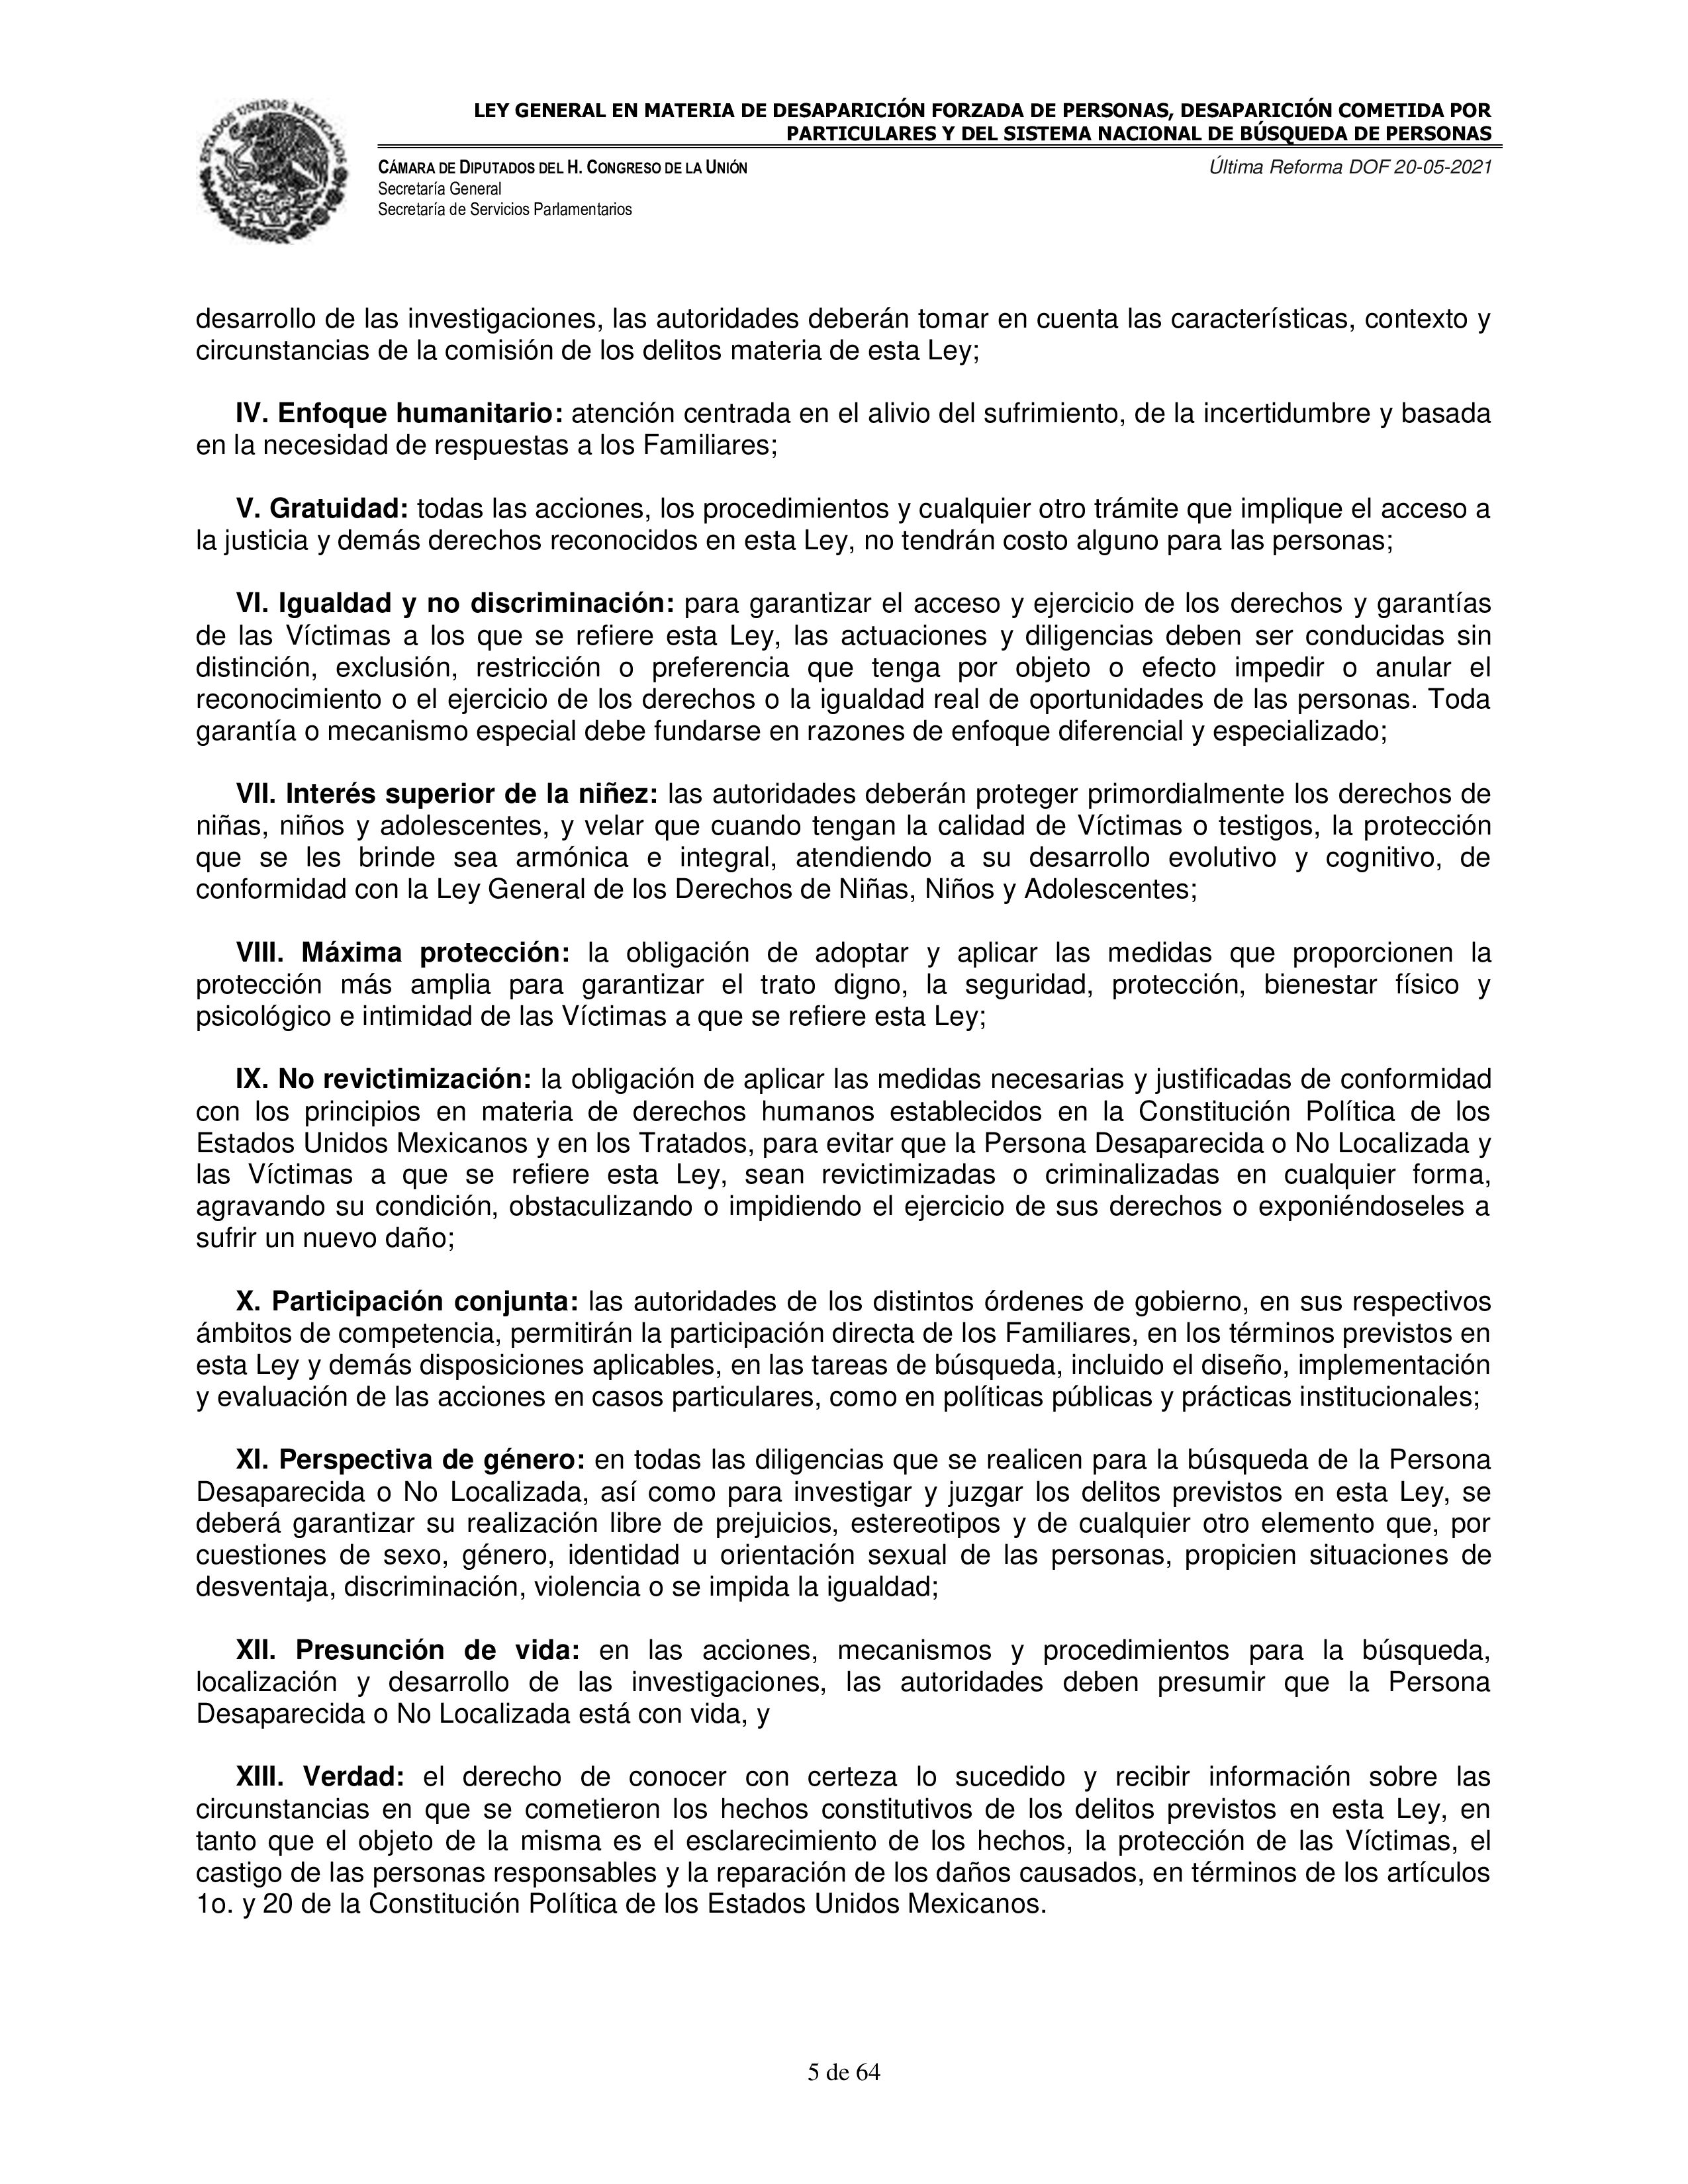 ESTADOS UNIDOS MEXICANOS
LEY GENERAL EN MATERIA DE DESAPARICIÓN FORZADA DE PERSONAS, DESAPARICIÓN COMETIDA POR
PARTICULARES Y DEL SISTEMA NACIONAL DE BÚSQUEDA DE PERSONAS
CÁMARA DE DIPUTADOS DEL H. CONGRESO DE LA UNIÓN
Última Reforma DOF 20-05-2021
Secretaría General
Secretaría de Servicios Parlamentarios
desarrollo de las investigaciones, las autoridades deberán tomar en cuenta las características, contexto y
circunstancias de la comisión de los delitos materia de esta Ley;
IV. Enfoque humanitario: atención centrada en el alivio del sufrimiento, de la incertidumbre y basada
en la necesidad de respuestas a los Familiares;
V. Gratuidad: todas las acciones, los procedimientos y cualquier otro trámite que implique el acceso a
la justicia y demás derechos reconocidos en esta Ley, no tendrán costo alguno para las personas;
VI. Igualdad y no discriminación: para garantizar el acceso y ejercicio de los derechos y garantías
de las Víctimas a los que se refiere esta Ley, las actuaciones y diligencias deben ser conducidas sin
distinción, exclusión, restricción o preferencia que tenga por objeto o efecto impedir o anular el
reconocimiento o el ejercicio de los derechos o la igualdad real de oportunidades de las personas. Toda
garantía o mecanismo especial debe fundarse en razones de enfoque diferencial y especializado;
VII. Interés superior de la niñez: las autoridades deberán proteger primordialmente los derechos de
niñas, niños y adolescentes, y velar que cuando tengan la calidad de Víctimas o testigos, la protección
que se les brinde sea armónica e integral, atendiendo a su desarrollo evolutivo y cognitivo, de
conformidad con la Ley General de los Derechos de Niñas, Niños y Adolescentes;
VIII. Máxima protección: la obligación de adoptar y aplicar las medidas que proporcionen la
protección más amplia para garantizar el trato digno, la seguridad, protección, bienestar físico y
psicológico e intimidad de las Víctimas a que se refiere esta Ley;
IX. No revictimización: la obligación de aplicar las medidas necesarias y justificadas de conformidad
con los principios en materia de derechos humanos establecidos en la Constitución Política de los
Estados Unidos Mexicanos y en los Tratados, para evitar que la Persona Desaparecida o No Localizada y
las Víctimas a que se refiere esta Ley, sean revictimizadas o criminalizadas en cualquier forma,
agravando su condición, obstaculizando o impidiendo el ejercicio de sus derechos o exponiéndoseles a
sufrir un nuevo daño;
X. Participación conjunta: las autoridades de los distintos órdenes de gobierno, en sus respectivos
ámbitos de competencia, permitirán la participación directa de los Familiares, en los términos previstos en
esta Ley y demás disposiciones aplicables, en las tareas de búsqueda, incluido el diseño, implementación
y evaluación de las acciones en casos particulares, como en políticas públicas y prácticas institucionales;
XI. Perspectiva de género: en todas las diligencias que se realicen para la búsqueda de la Persona
Desaparecida o No Localizada, así como para investigar y juzgar los delitos previstos en esta Ley, se
deberá garantizar su realización libre de prejuicios, estereotipos y de cualquier otro elemento que, por
cuestiones de sexo, género, identidad u orientación sexual de las personas, propicien situaciones de
desventaja, discriminación, violencia o se impida la igualdad;
XII. Presunción de vida: en las acciones, mecanismos y procedimientos para la búsqueda,
localización y desarrollo de las investigaciones, las autoridades deben presumir que la Persona
Desaparecida o No Localizada está con vida, y
XIII. Verdad: el derecho de conocer con certeza lo sucedido y recibir información sobre las
circunstancias en que se cometieron los hechos constitutivos de los delitos previstos en esta Ley, en
tanto que el objeto de la misma es el esclarecimiento de los hechos, la protección de las Víctimas, el
castigo de las personas responsables y la reparación de los daños causados, en términos de los artículos
1o. y 20 de la Constitución Política de los Estados Unidos Mexicanos.
5 de 64